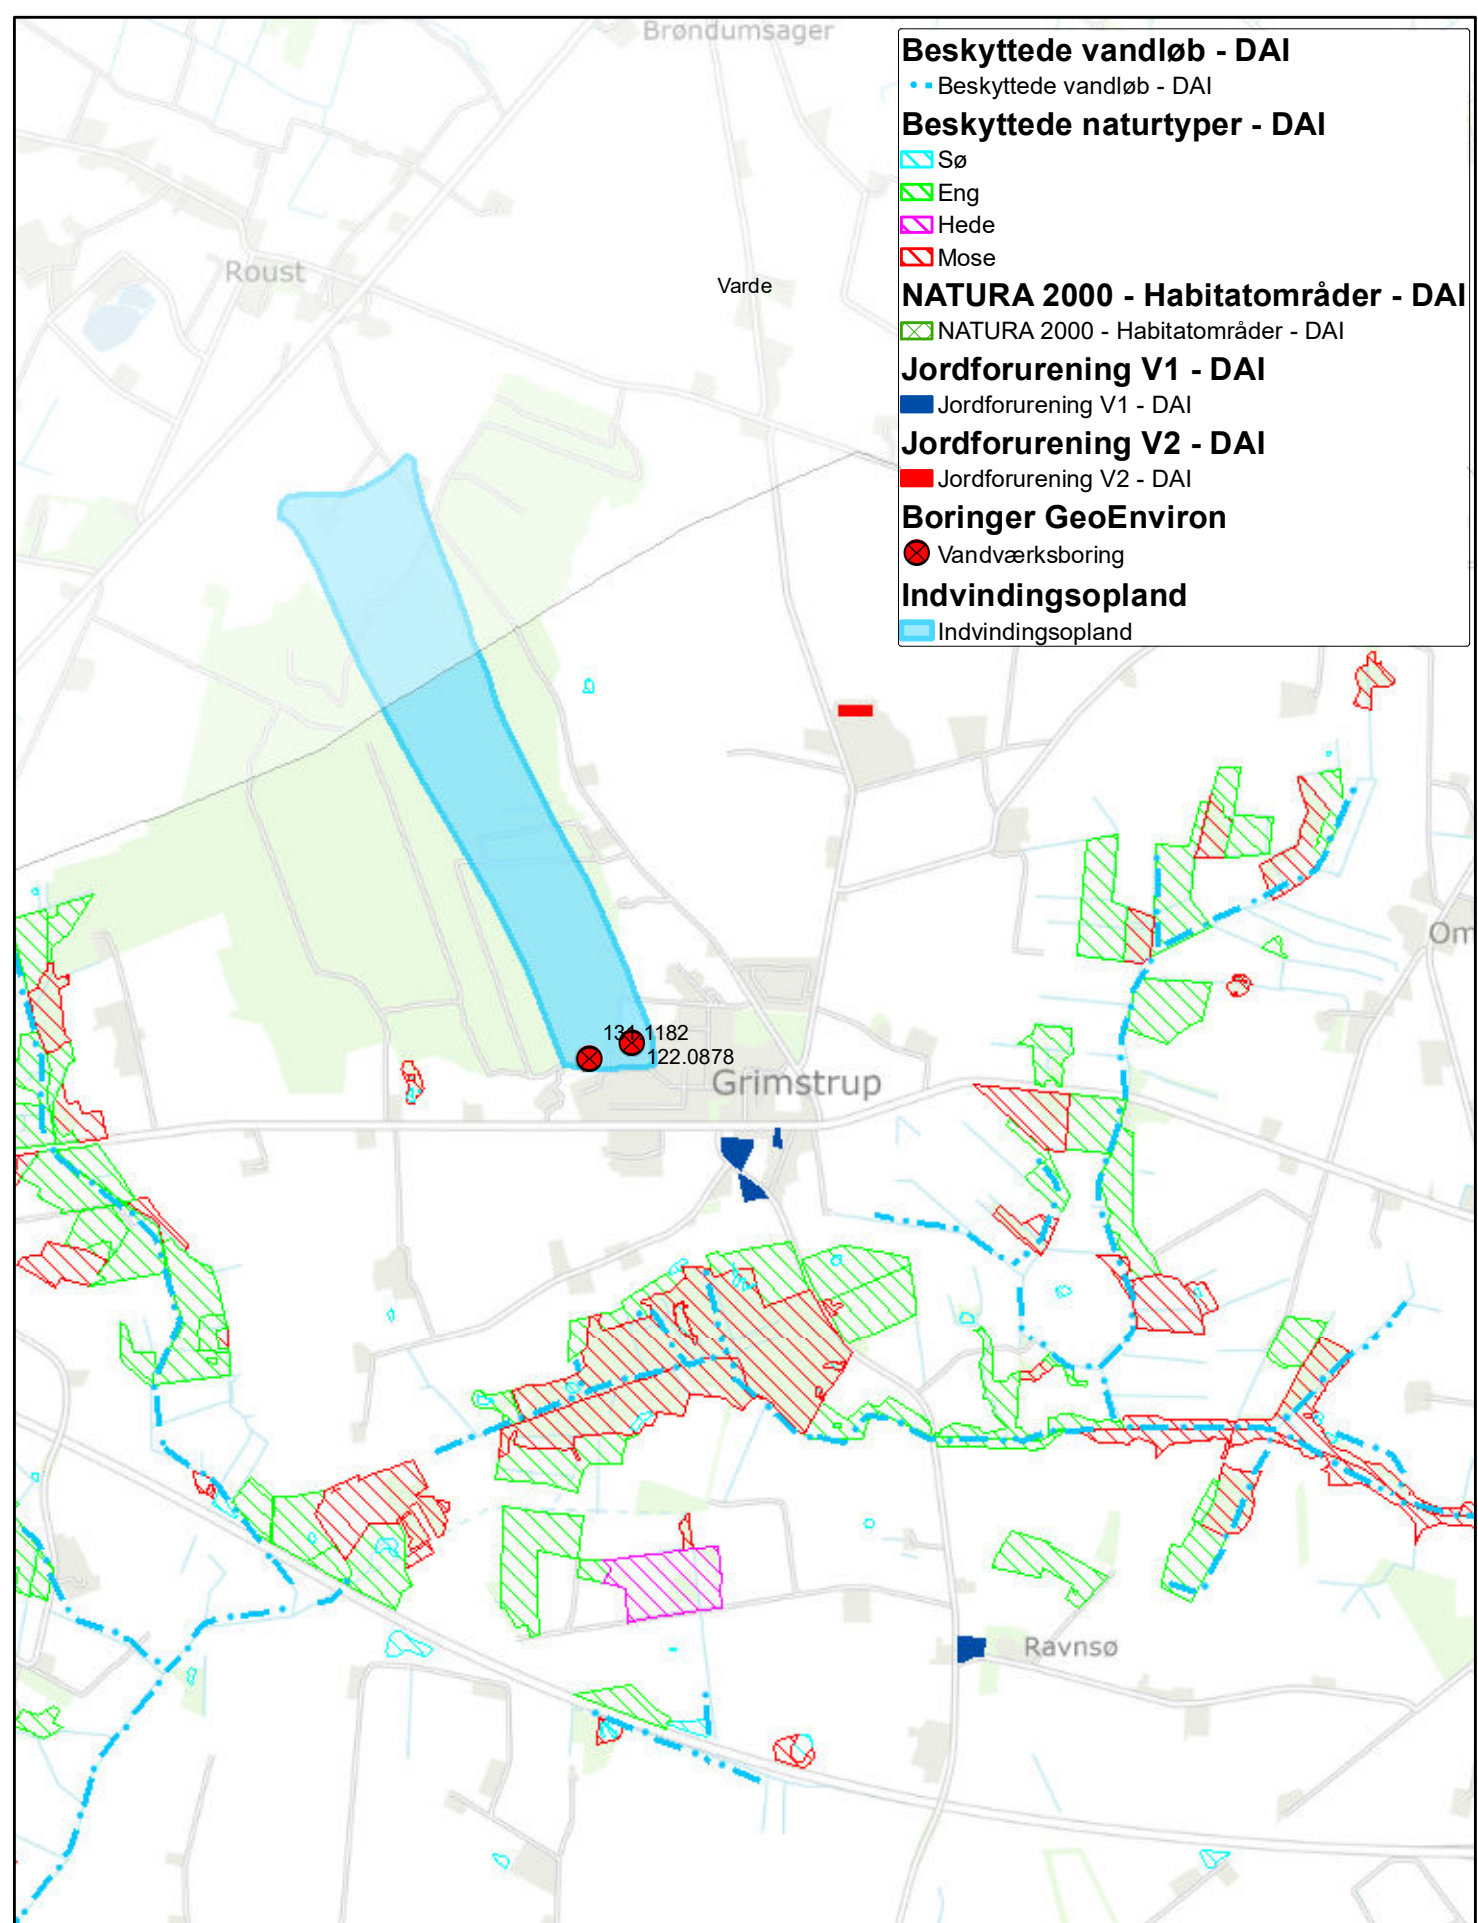 Brøndumsager
Beskyttede vandløb - DAI
Beskyttede vandløb - DAI
Beskyttede naturtyper - DAI
Sø
Eng
Hede
Mose
NATURA 2000 - Habitatområder - DAI
NATURA 2000 - Habitatområder - DAI
Jordforurening V1 - DAI
Jordforurening V1 - DAI
Jordforurening V2 - DAI
Jordforurening V2 - DAI
Boringer GeoEnviron
Vandværksboring
Indvindingsopland
Indvindingsopland
Roust
Varde
Om
131.1182
122.0878
Grimstrup
Ravnsø